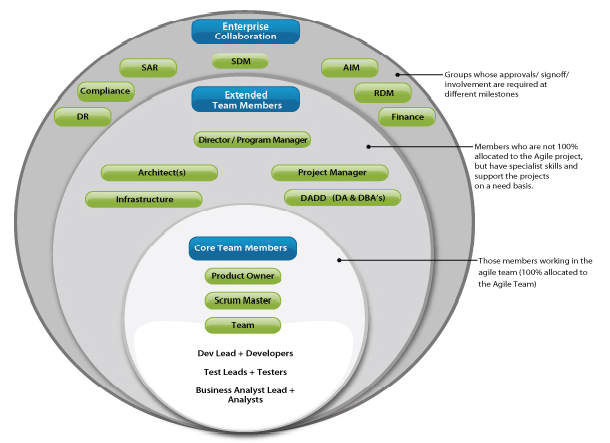 Enterprise
Collaboration
SAR
SDM
AIM
Compliance
RDM
DR
Finance
Groups whose approvals/ signoff/
involvement are required at
different milestones
Extended
Team Members
Director / Program Manager
Architect(s)
Project Manager
Infrastructure
DADD (DA & DBA's)
Members who are not 100%
allocated to the Agile project,
but have specialist skills and
support the projects
on a need basis.
Core Team Members
Product Owner
Scrum Master
Team
Dev Lead + Developers
Test Leads + Testers
Business Analyst Lead +
Analysts
Those members working in the
agile team (100% allocated to
the Agile Team)